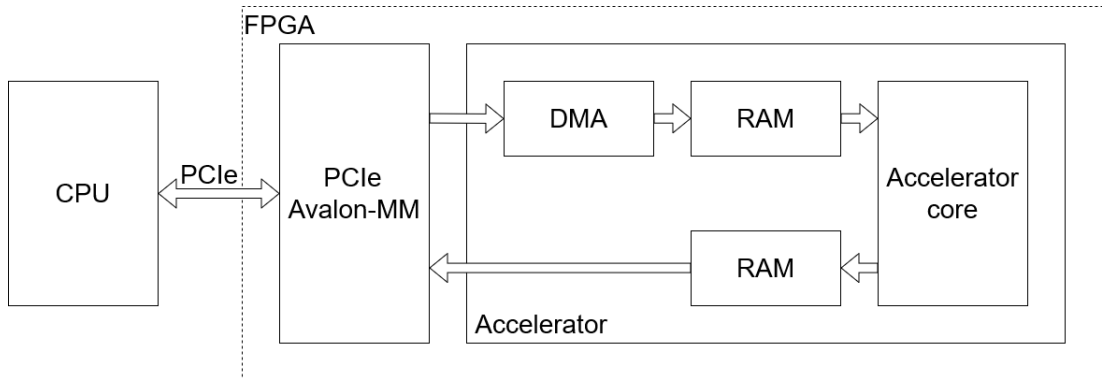 FPGA
CPU
PCIe
PCIe
Avalon-MM
DMA
RAM
Accelerator
core
RAM
Accelerator